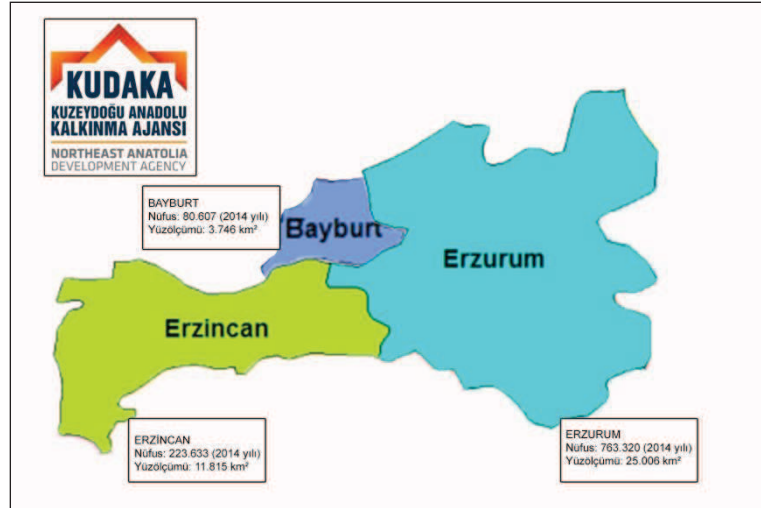 KUDAKA
KUZEYDOĞU ANADOLU
KALKINMA AJANSI
NORTHEAST ANATOLIA
DEVELOPMENT AGENCY
BAYBURT
Nüfus: 80.607 (2014 yılı)
Yüzölçümü: 3.746 km²
Bayburt
Erzurum
Erzincan
ERZİNCAN
Nüfus: 223.633 (2014 yılı)
Yüzölçümü: 11.815 km²
ERZURUM
Nüfus: 763.320 (2014 yılı)
Yüzölçümü: 25.006 km²